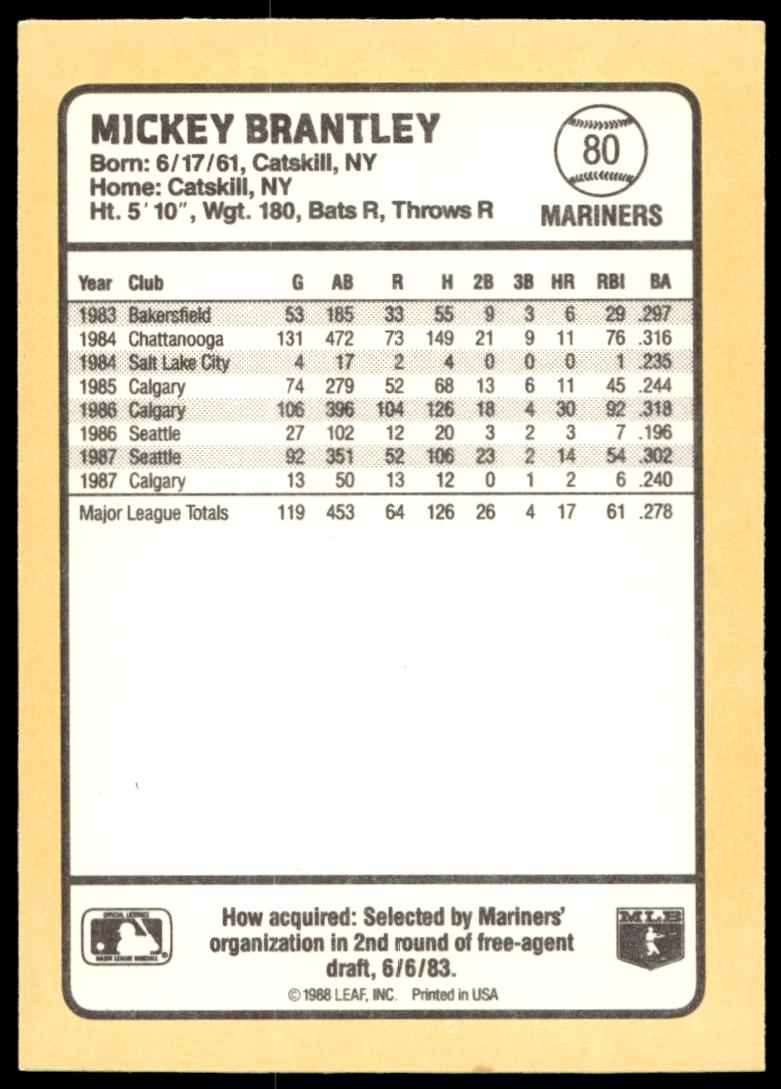 MICKEY BRANTLEY
Born: 6/17/61, Catskill, NY
Home: Catskill, NY
Ht. 5' 10", Wgt. 180, Bats R, Throws R
80
MARINERS
Year Club G AB R H 2B 3B HR RBI BA
1983 Bakersfield 53 185 33 55 9 3 6 29 .297
1984 Chattanooga 131 472 73 149 21 9 11 76 .316
1984 Salt Lake City 4 17 2 4 0 0 0 1 .235
1985 Calgary 74 279 52 68 13 6 11 45 .244
1986 Calgary 106 396 104 126 18 4 30 92 .318
1986 Seattle 27 102 12 20 3 2 3 7 .196
1987 Seattle 92 351 52 106 23 2 14 54 .302
1987 Calgary 13 50 13 12 0 1 2 6 .240
Major League Totals 119 453 64 126 26 4 17 61 .278
OFFICIAL LICENSEE
MAJOR LEAGUE BASEBALL
®
How acquired: Selected by Mariners'
organization in 2nd round of free-agent
draft, 6/6/83.
© 1988 LEAF, INC. Printed in USA
MLB